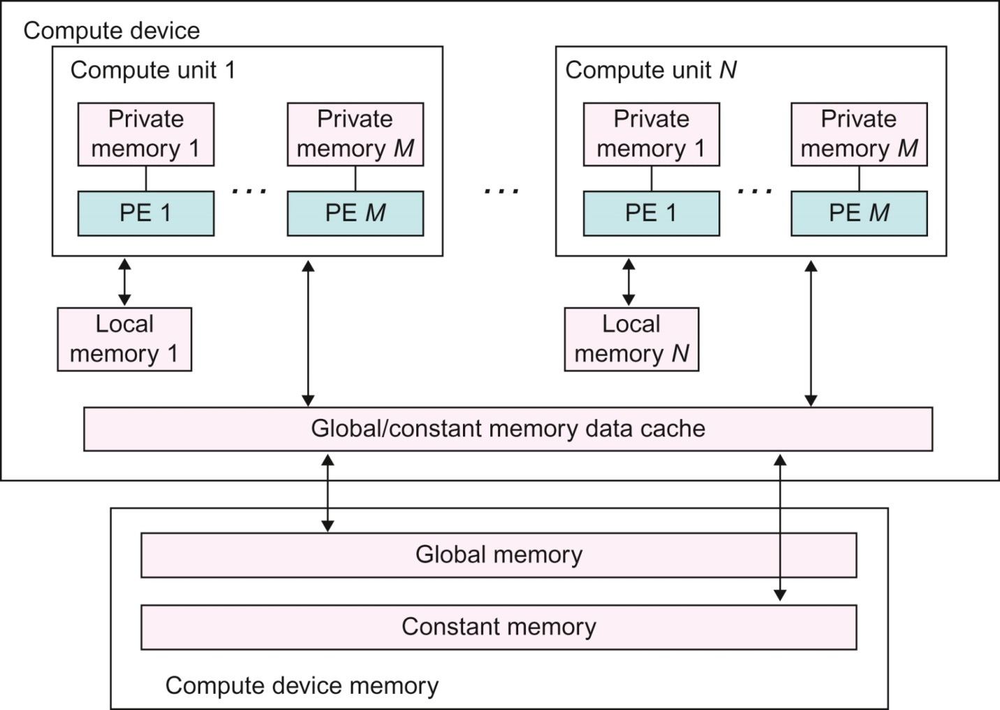 Compute device
Compute unit 1
Private
memory 1
Private
memory M
PE 1
...
PE M
...
Compute unit N
Private
memory 1
Private
memory M
PE 1
...
PE M
Local
memory 1
Local
memory N
Global/constant memory data cache
Global memory
Constant memory
Compute device memory